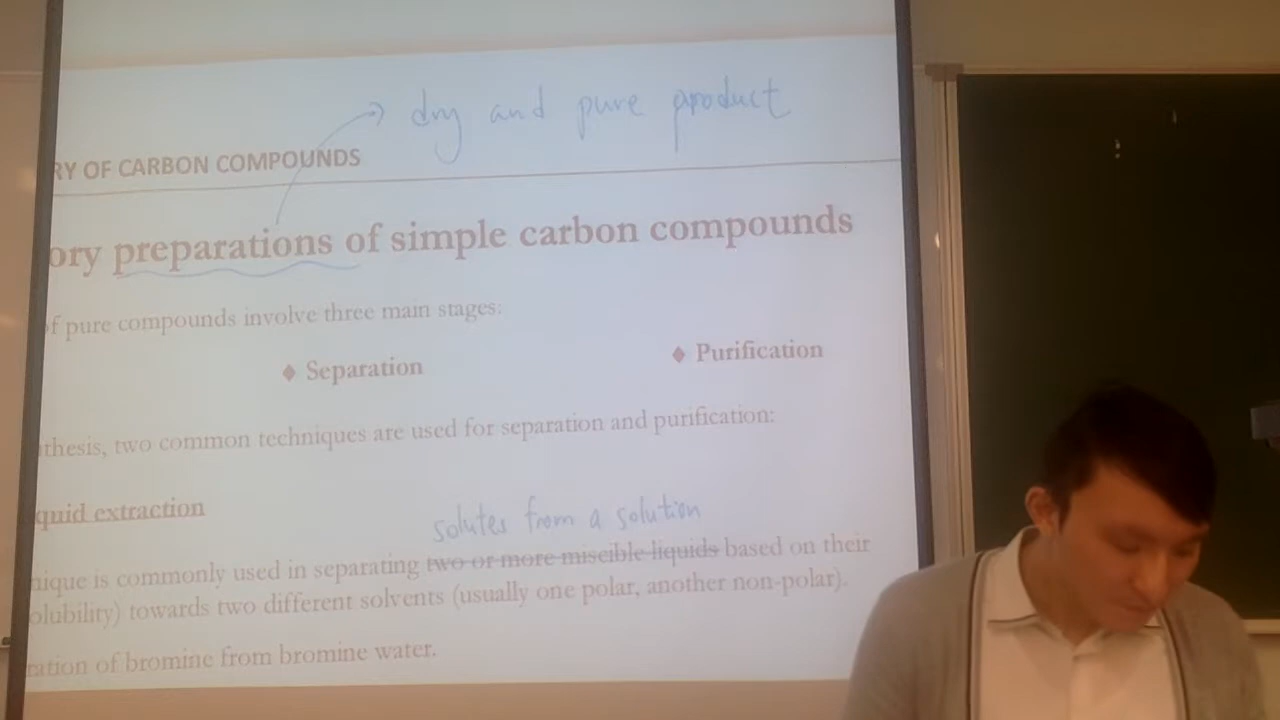 dry and pure product
RY OF CARBON COMPOUNDS
ory preparations of simple carbon compounds
of pure compounds involve three main stages:
♦ Separation ♦ Purification
thesis, two common techniques are used for separation and purification:
quid extraction
solutes from a solution
nique is commonly used in separating two or more miscible liquids based on their
olubility) towards two different solvents (usually one polar, another non-polar).
ration of bromine from bromine water.